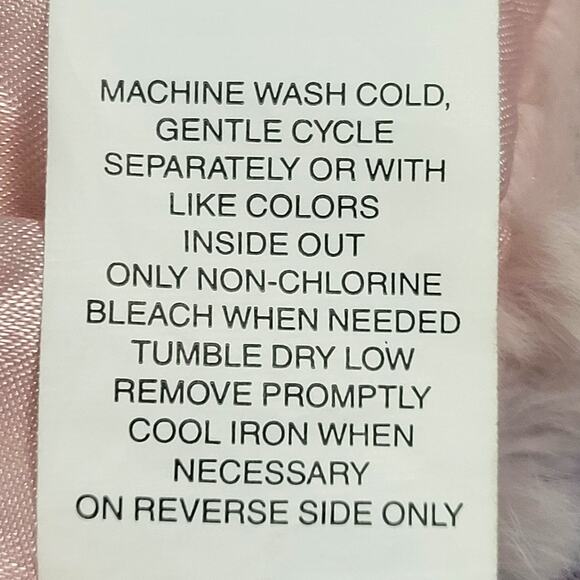 MACHINE WASH COLD,
GENTLE CYCLE
SEPARATELY OR WITH
LIKE COLORS
INSIDE OUT
ONLY NON-CHLORINE
BLEACH WHEN NEEDED
TUMBLE DRY LOW
REMOVE PROMPTLY
COOL IRON WHEN
NECESSARY
ON REVERSE SIDE ONLY